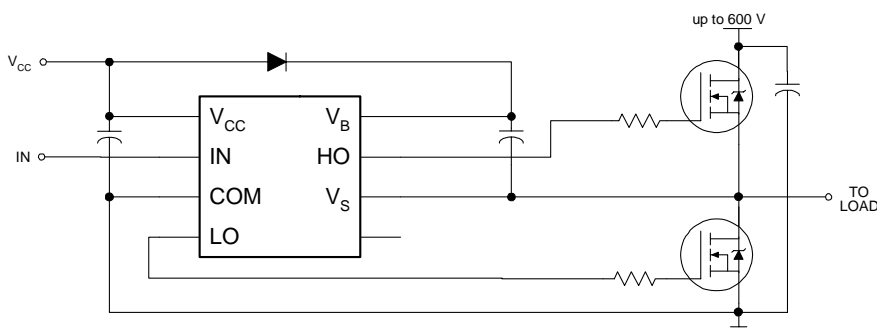 up to 600 V
V_CC
V_CC
V_B
IN
IN
HO
COM
V_S
TO
LOAD
LO